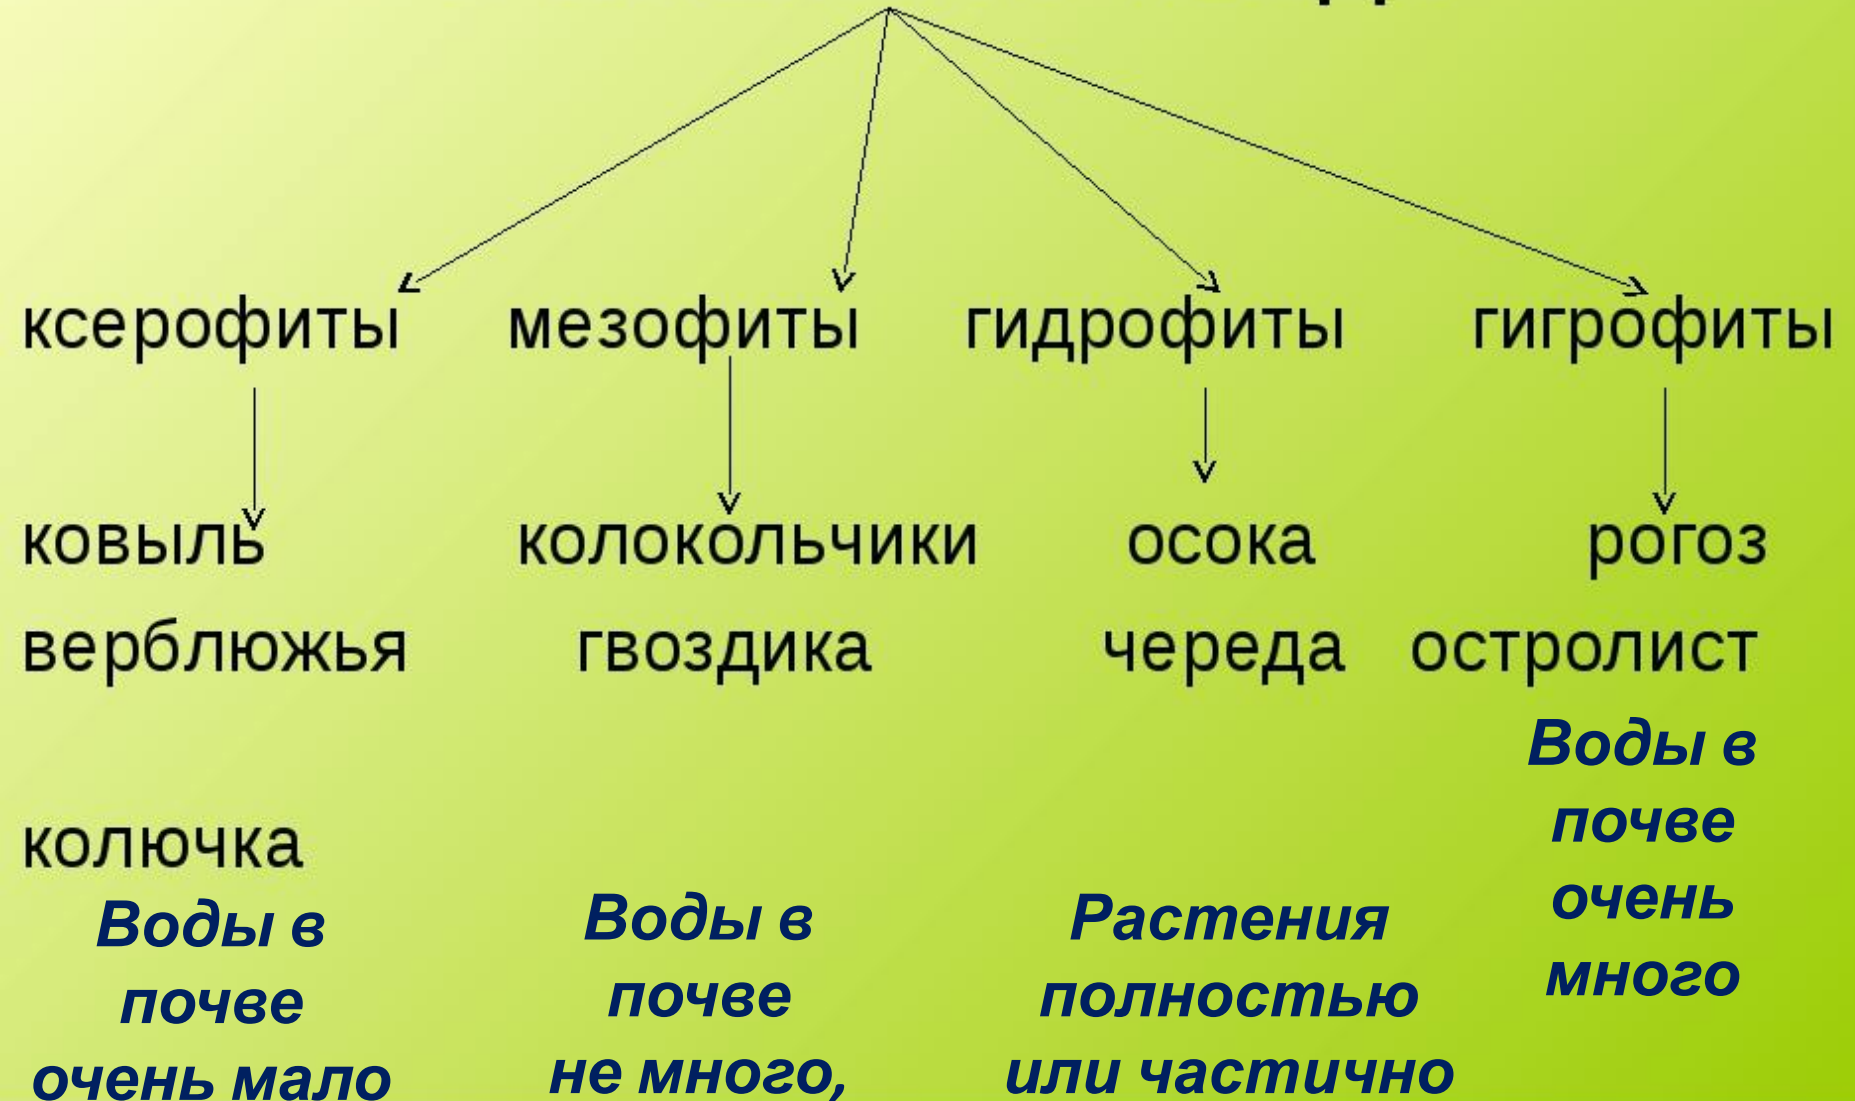 ксерофиты мезофиты гидрофиты гигрофиты
ковыль колокольчики осока рогоз
верблюжья гвоздика череда остролист
колючка
Воды в
почве
очень мало
Воды в
почве
не много,
Растения
полностью
или частично
Воды в
почве
очень
много